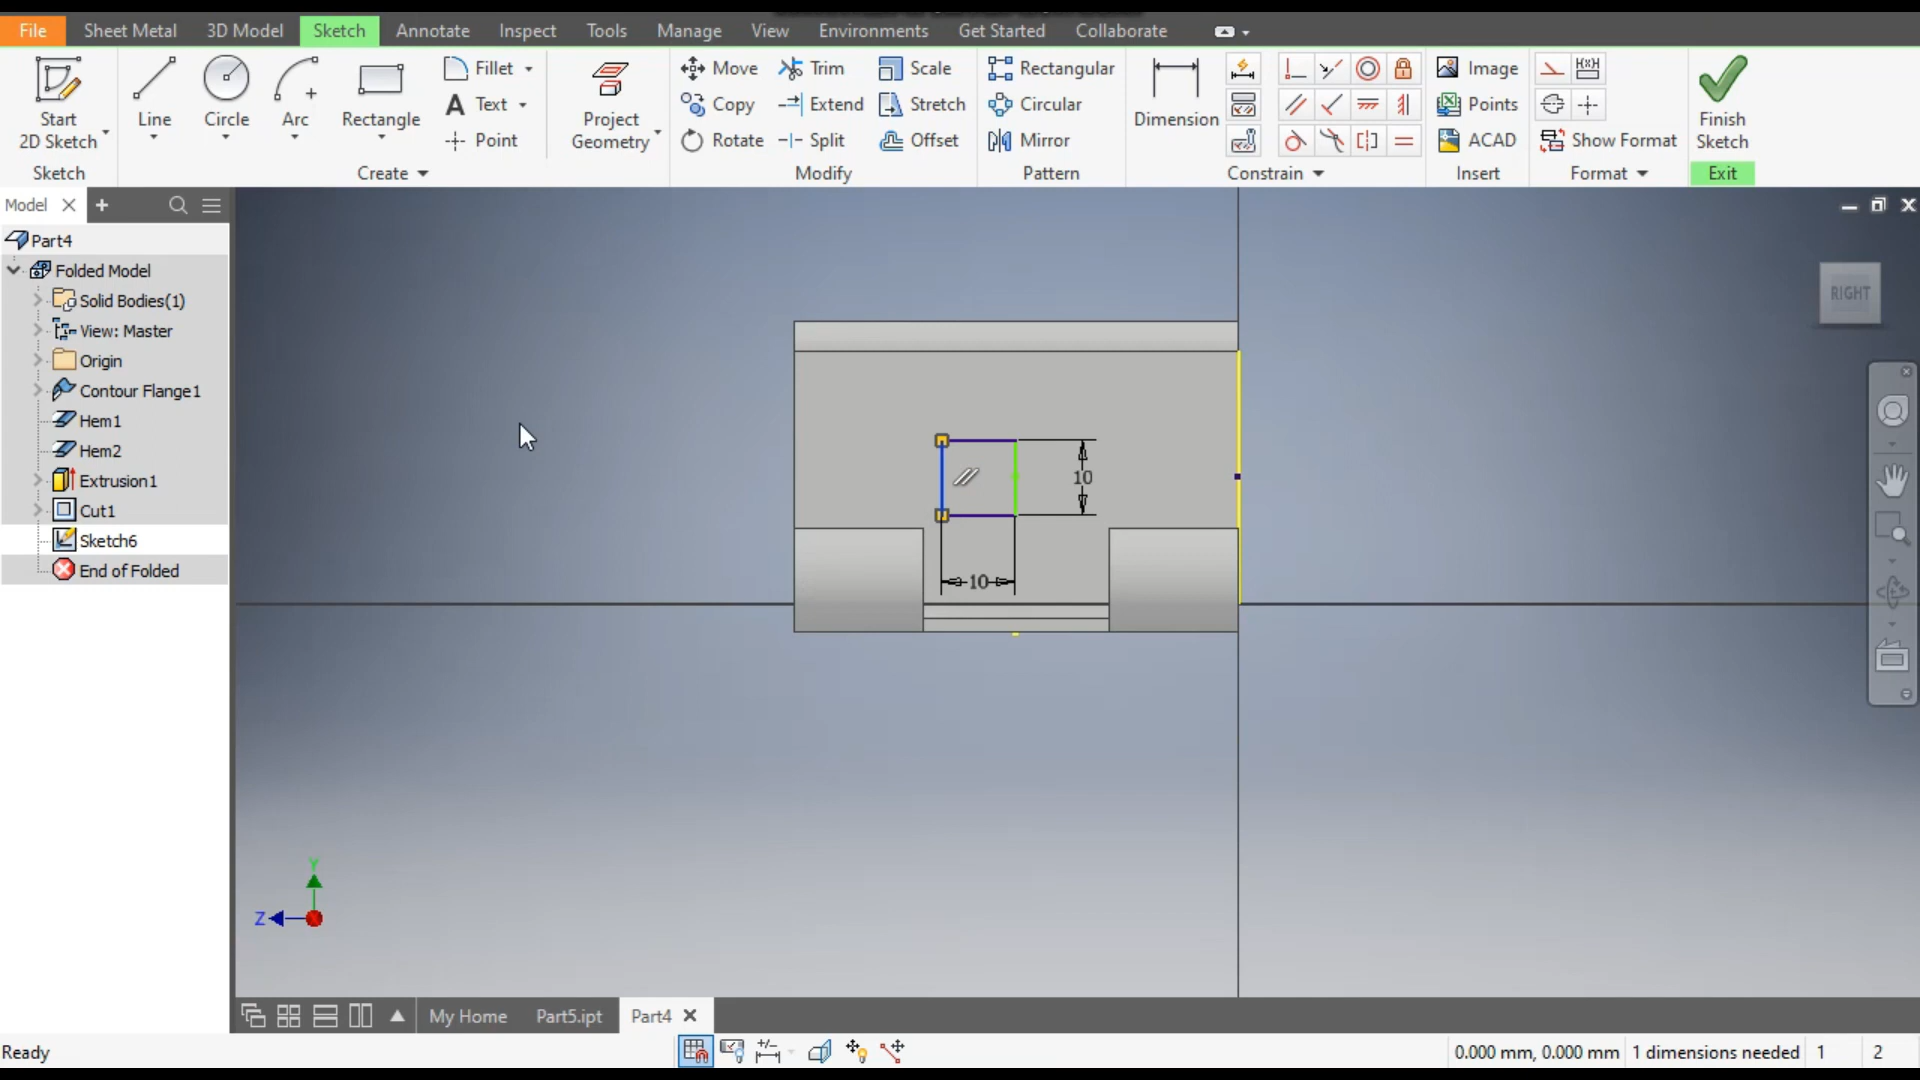 File Sheet Metal 3D Model Sketch Annotate Inspect Tools Manage View Environments Get Started Collaborate
Start 2D Sketch
Line
Circle
Arc
Rectangle
Fillet
Text
Point
Project Geometry
Move
Copy
Rotate
Trim
Extend
Split
Scale
Stretch
Offset
Rectangular
Circular
Mirror
Dimension
Image
Points
ACAD
Show Format
Finish Sketch
Sketch
Create
Modify
Pattern
Constrain
Insert
Format
Exit
Model
Part4
Folded Model
Solid Bodies(1)
View: Master
Origin
Contour Flange1
Hem1
Hem2
Extrusion1
Cut1
Sketch6
End of Folded
RIGHT
10
10
Y
Z
My Home Part5.ipt Part4
Ready
0.000 mm, 0.000 mm 1 dimensions needed 1 2